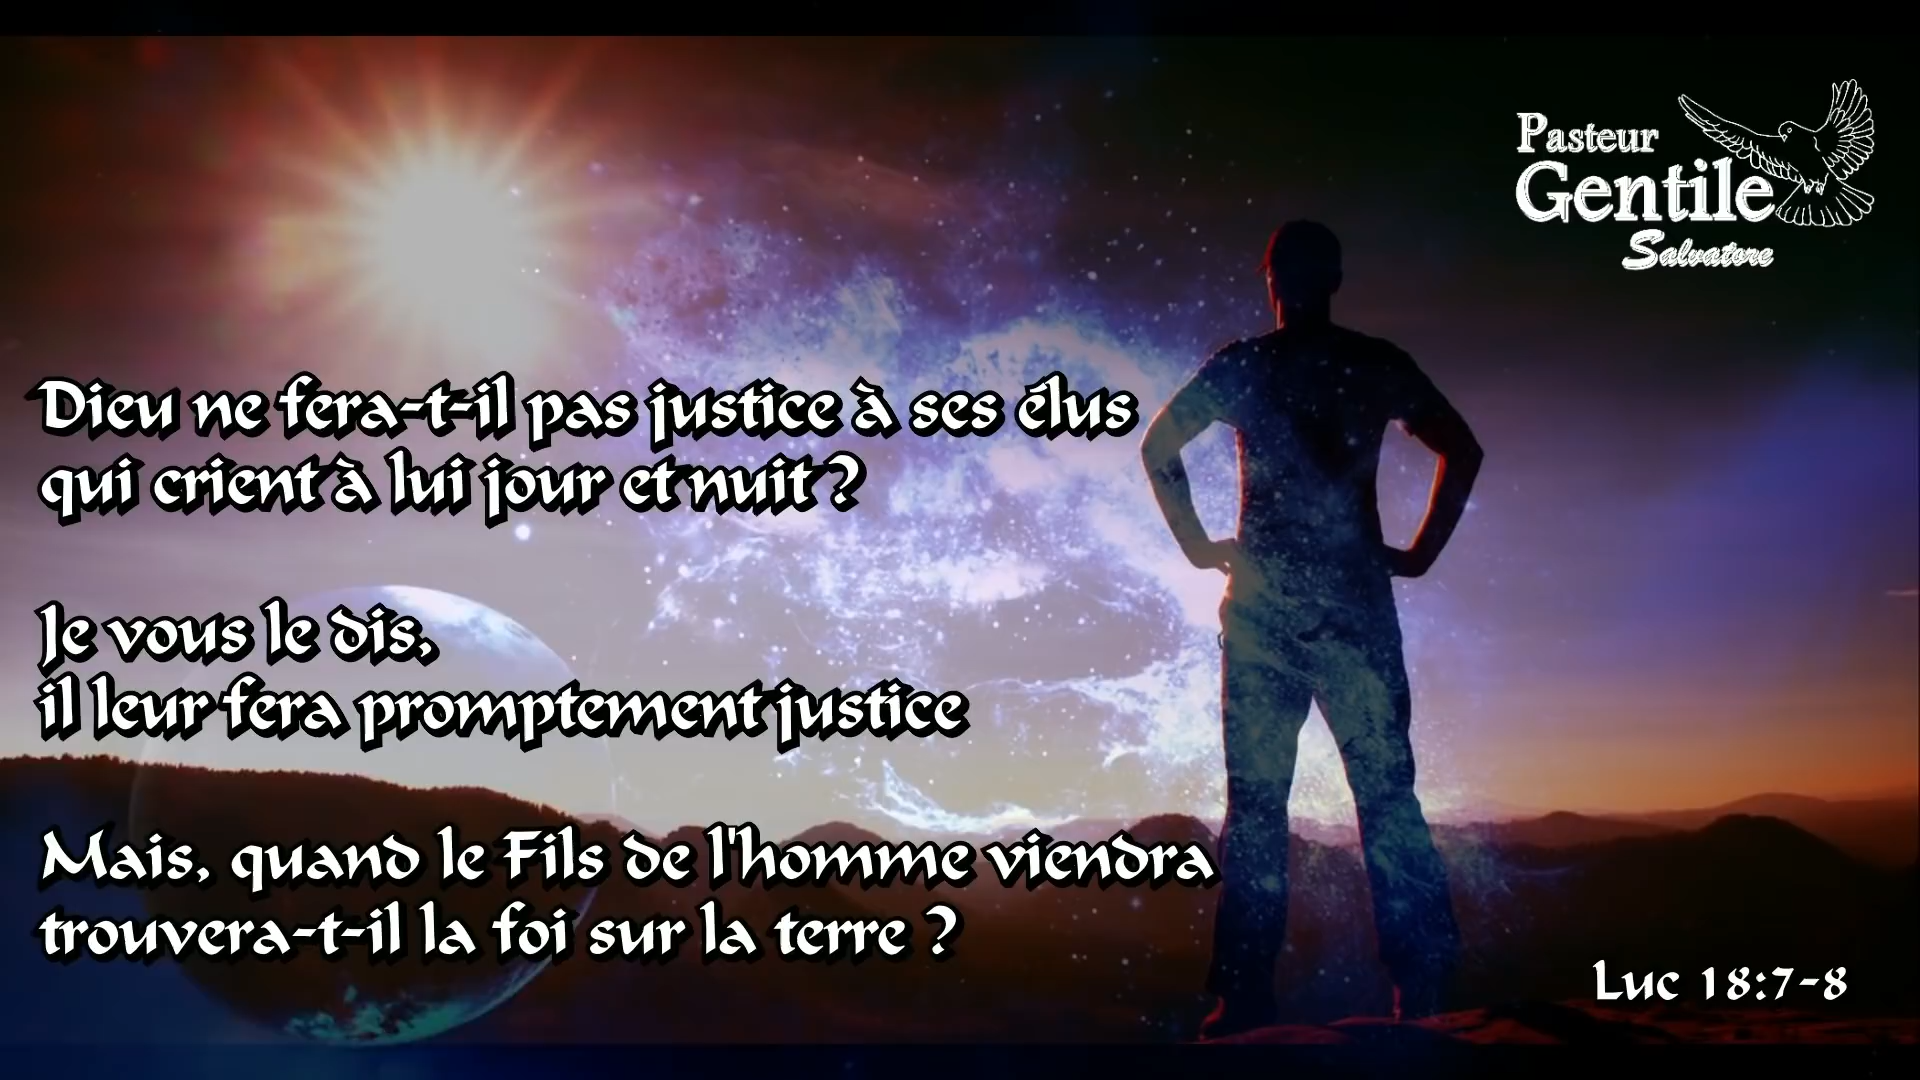 Pasteur
Gentile
Salvatore
Dieu ne fera-t-il pas justice à ses élus
qui crient à lui jour et nuit ?
Je vous le dis,
il leur fera promptement justice
Mais, quand le Fils de l'homme viendra
trouvera-t-il la foi sur la terre ?
Luc 18:7-8